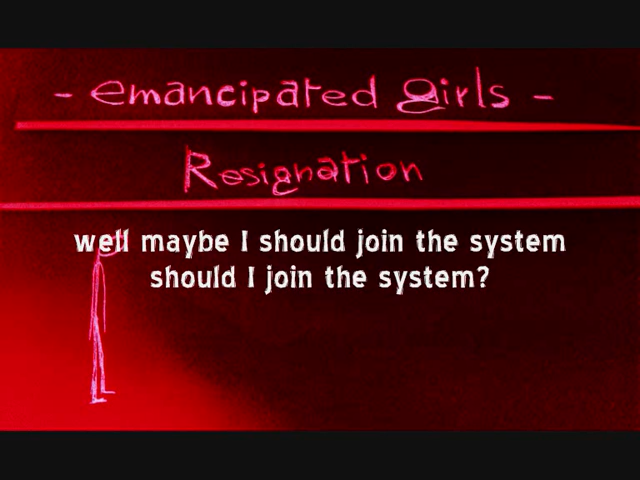 - emancipated girls -
Resignation
well maybe I should join the system
should I join the system?